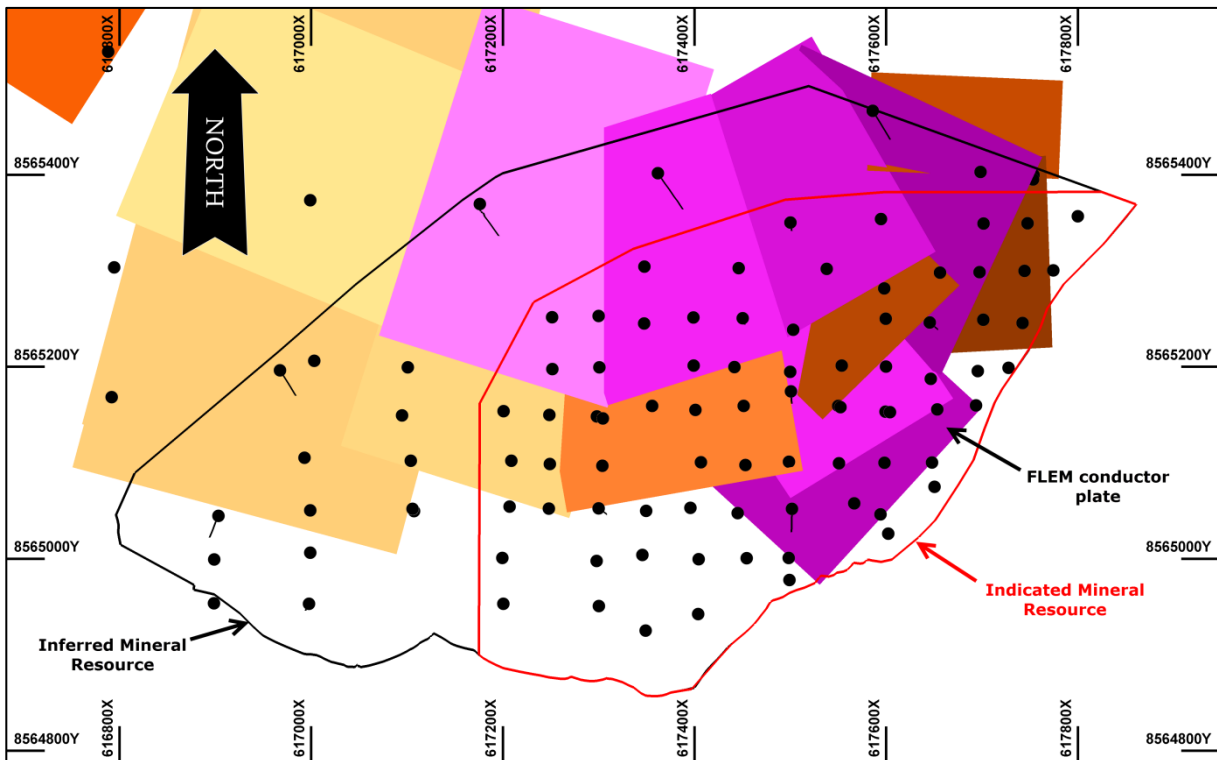 616800X
617000X
617200X
617400X
617600X
617800X
8565400Y
8565400Y
NORTH
8565200Y
8565200Y
FLEM conductor
plate
8565000Y
8565000Y
Indicated Mineral
Resource
Inferred Mineral
Resource
616800X
617000X
617200X
617400X
617600X
617800X
8564800Y
8564800Y